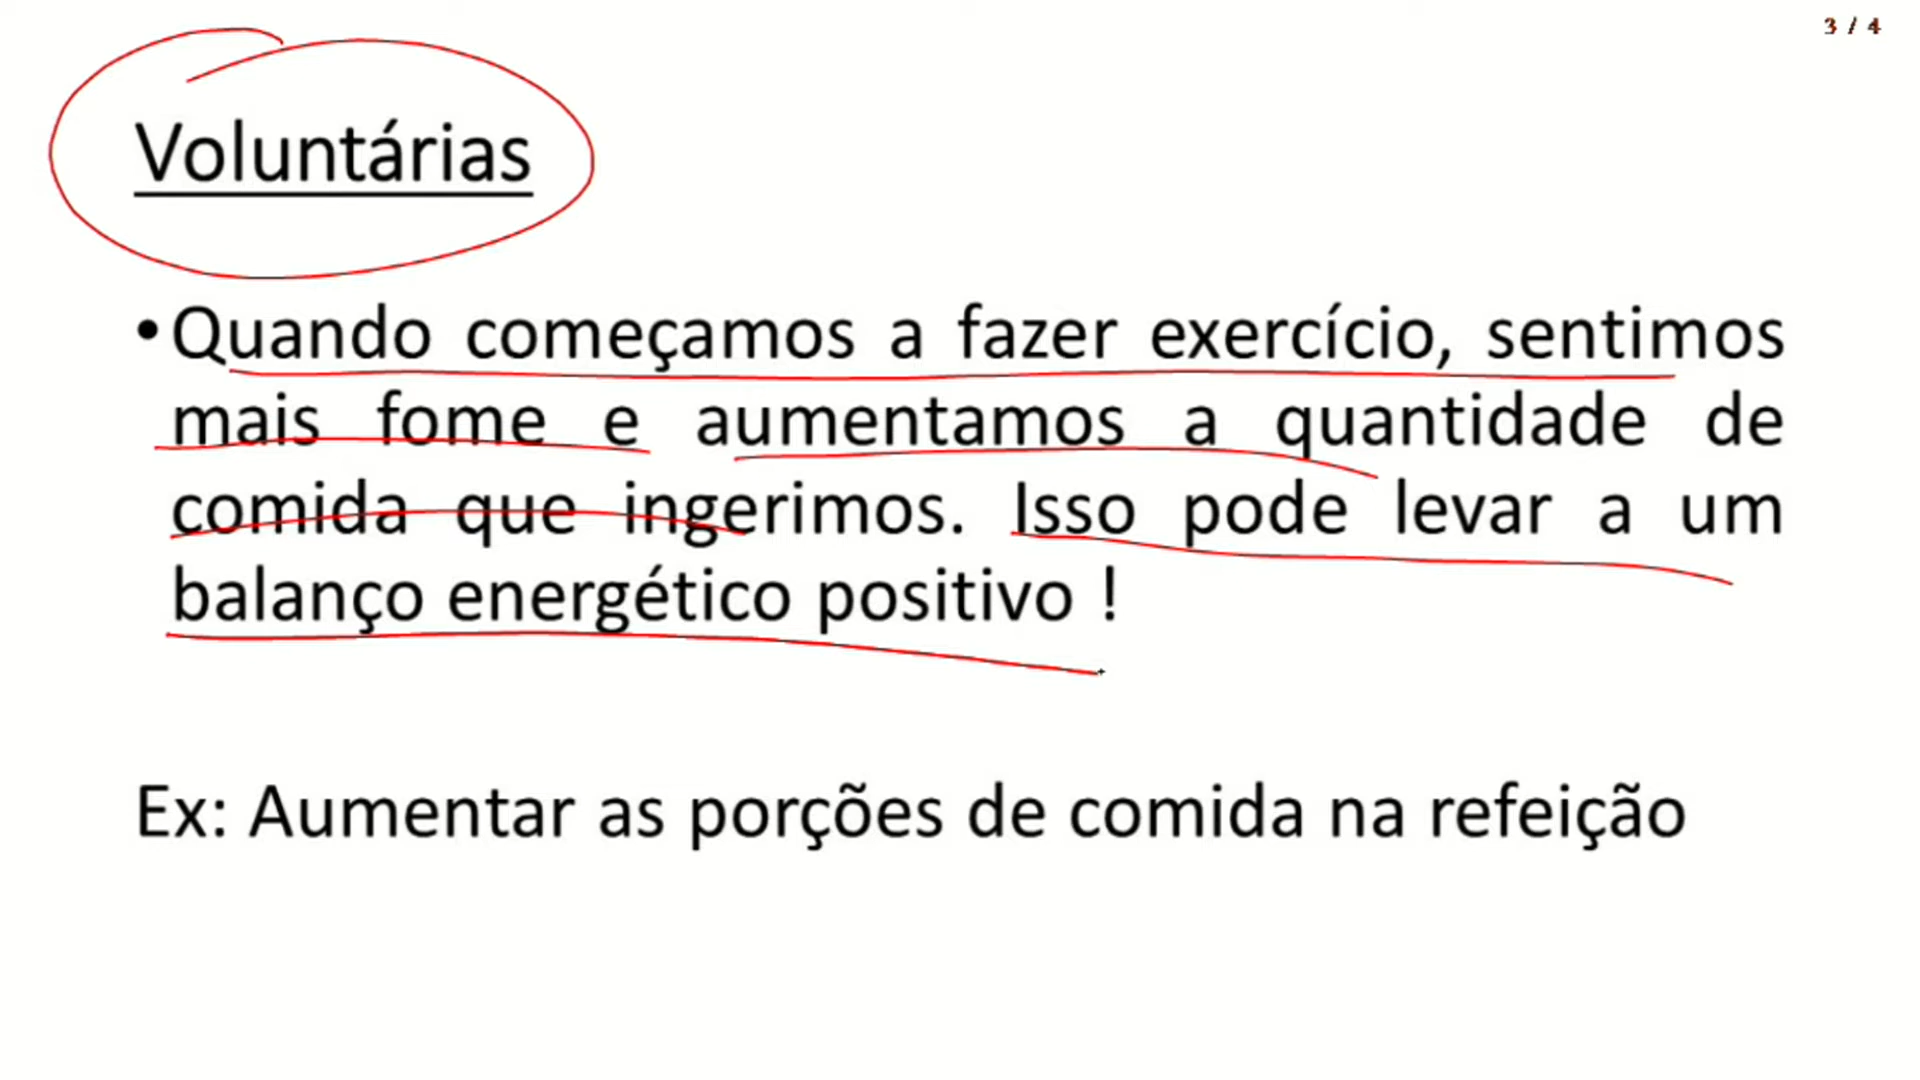 3 / 4
Voluntárias
•Quando começamos a fazer exercício, sentimos
mais fome e aumentamos a quantidade de
comida que ingerimos. Isso pode levar a um
balanço energético positivo !
Ex: Aumentar as porções de comida na refeição